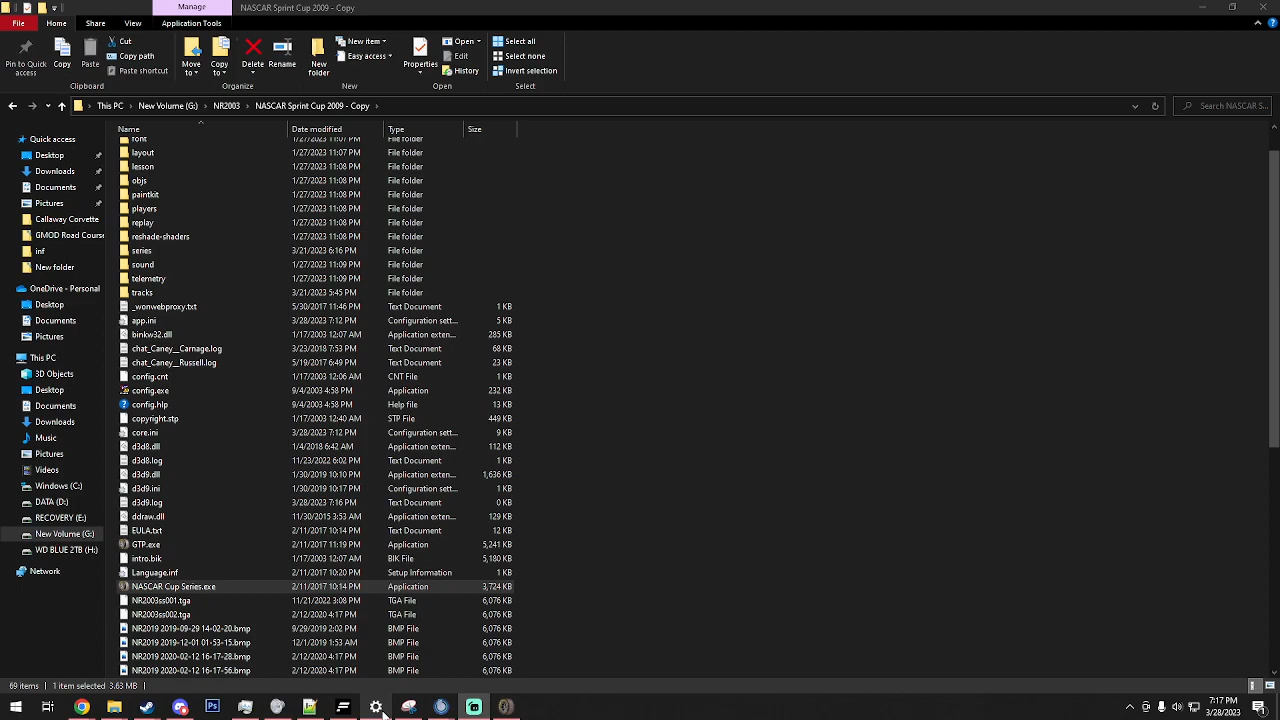 Manage
NASCAR Sprint Cup 2009 - Copy
File
Home
Share
View
Application Tools
Pin to Quick access
Copy
Paste
Cut
Copy path
Paste shortcut
Clipboard
Move to
Copy to
Delete
Rename
Organize
New folder
New item
Easy access
New
Properties
Open
Edit
History
Open
Select all
Select none
Invert selection
Select
This PC > New Volume (G:) > NR2003 > NASCAR Sprint Cup 2009 - Copy >
Search NASCAR S...
Name Date modified Type Size
Quick access
Desktop
Downloads
Documents
Pictures
Callaway Corvette
GMOD Road Cours
inf
New folder
OneDrive - Personal
Desktop
Documents
Pictures
This PC
3D Objects
Desktop
Documents
Downloads
Music
Pictures
Videos
Windows (C:)
DATA (D:)
RECOVERY (E:)
New Volume (G:)
WD BLUE 2TB (H:)
Network
font 1/27/2023 11:07 PM File folder
layout 1/27/2023 11:07 PM File folder
lesson 1/27/2023 11:08 PM File folder
objs 1/27/2023 11:08 PM File folder
paintkit 1/27/2023 11:08 PM File folder
players 1/27/2023 11:08 PM File folder
replay 1/27/2023 11:08 PM File folder
reshade-shaders 1/27/2023 11:08 PM File folder
series 3/21/2023 6:16 PM File folder
sound 1/27/2023 11:09 PM File folder
telemetry 1/27/2023 11:09 PM File folder
tracks 3/21/2023 5:45 PM File folder
_wonwebproxy.txt 5/30/2017 11:46 PM Text Document 1 KB
app.ini 3/28/2023 7:12 PM Configuration sett... 5 KB
binkw32.dll 1/17/2003 12:07 AM Application exten... 285 KB
chat_Caney__Carnage.log 3/23/2018 7:53 PM Text Document 68 KB
chat_Caney__Russell.log 5/19/2017 6:49 PM Text Document 23 KB
config.cnt 1/17/2003 12:06 AM CNT File 1 KB
config.exe 9/4/2003 4:58 PM Application 232 KB
config.hlp 9/4/2003 4:58 PM Help file 13 KB
copyright.stp 1/17/2003 12:40 AM STP File 449 KB
core.ini 3/28/2023 7:12 PM Configuration sett... 9 KB
d3d8.dll 1/4/2018 6:42 AM Application exten... 112 KB
d3d8.log 11/23/2022 6:02 PM Text Document 1 KB
d3d9.dll 1/30/2019 10:10 PM Application exten... 1,636 KB
d3d9.ini 1/30/2019 10:17 PM Configuration sett... 9 KB
d3d9.log 3/28/2023 7:12 PM Text Document 0 KB
ddraw.dll 11/30/2015 3:53 AM Application exten... 129 KB
EULA.txt 2/11/2017 10:14 PM Text Document 12 KB
GTP.exe 2/11/2017 11:19 PM Application 5,241 KB
intro.bik 1/17/2003 12:07 AM BIK File 5,180 KB
Language.inf 2/11/2017 10:20 PM Setup Information 1 KB
NASCAR Cup Series.exe 2/11/2017 10:14 PM Application 3,724 KB
NR2003ss001.tga 11/21/2022 3:08 PM TGA File 6,076 KB
NR2003ss002.tga 2/12/2020 4:17 PM TGA File 6,076 KB
NR2019 2019-09-29 14-02-20.bmp 9/29/2019 2:02 PM BMP File 6,076 KB
NR2019 2019-12-01 01-53-15.bmp 12/1/2019 1:53 AM BMP File 6,076 KB
NR2019 2020-02-12 16-17-28.bmp 2/12/2020 4:17 PM BMP File 6,076 KB
NR2019 2020-02-12 16-17-56.bmp 2/12/2020 4:17 PM BMP File 6,076 KB
69 items 1 item selected 3.63 MB
7:17 PM
3/28/2023